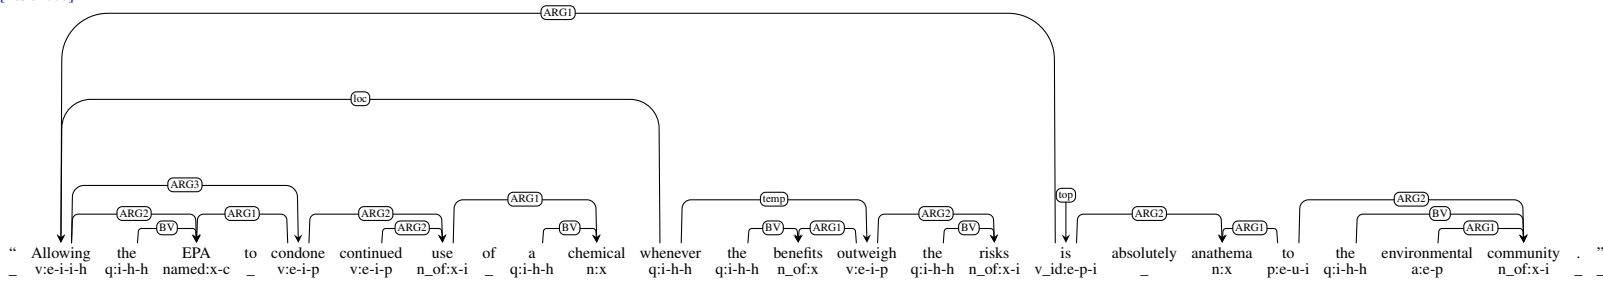 ARG1
loc
ARG3
ARG1
temp
top
ARG2
ARG2 ARG1 ARG2 ARG2 ARG2 ARG2 BV
BV ARG2 BV BV ARG1 BV ARG1 ARG1
“ Allowing the EPA to condone continued use of a chemical whenever the benefits outweigh the risks is absolutely anathema to the environmental community . ”
_ v:e-i-i-h q:i-h-h named:x-c _ v:e-i-p v:e-i-p n_of:x-i _ q:i-h-h n:x q:i-h-h q:i-h-h n_of:x v:e-i-p q:i-h-h n_of:x-i v_id:e-p-i _ n:x p:e-u-i q:i-h-h a:e-p n_of:x-i _ _